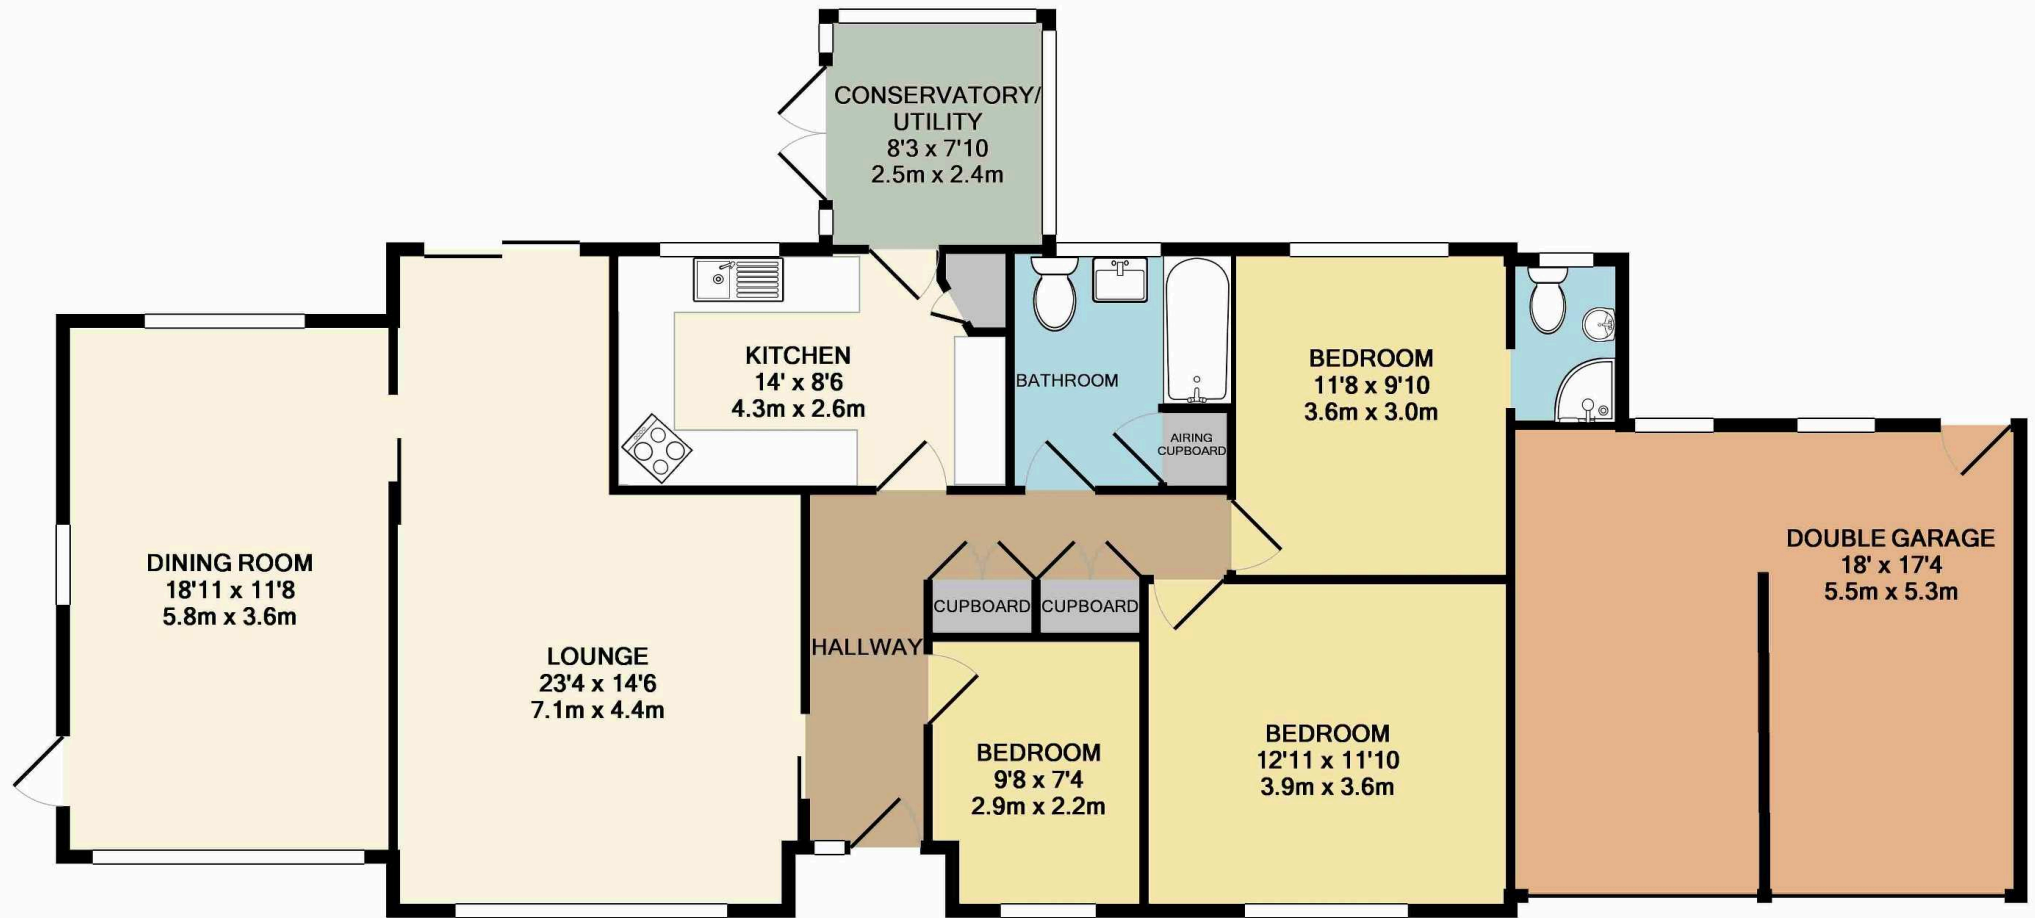 CONSERVATORY/
UTILITY
8'3 x 7'10
2.5m x 2.4m
KITCHEN
14' x 8'6
4.3m x 2.6m
BATHROOM
AIRING
CUPBOARD
BEDROOM
11'8 x 9'10
3.6m x 3.0m
DINING ROOM
18'11 x 11'8
5.8m x 3.6m
LOUNGE
23'4 x 14'6
7.1m x 4.4m
HALLWAY
CUPBOARD
CUPBOARD
BEDROOM
9'8 x 7'4
2.9m x 2.2m
BEDROOM
12'11 x 11'10
3.9m x 3.6m
DOUBLE GARAGE
18' x 17'4
5.5m x 5.3m